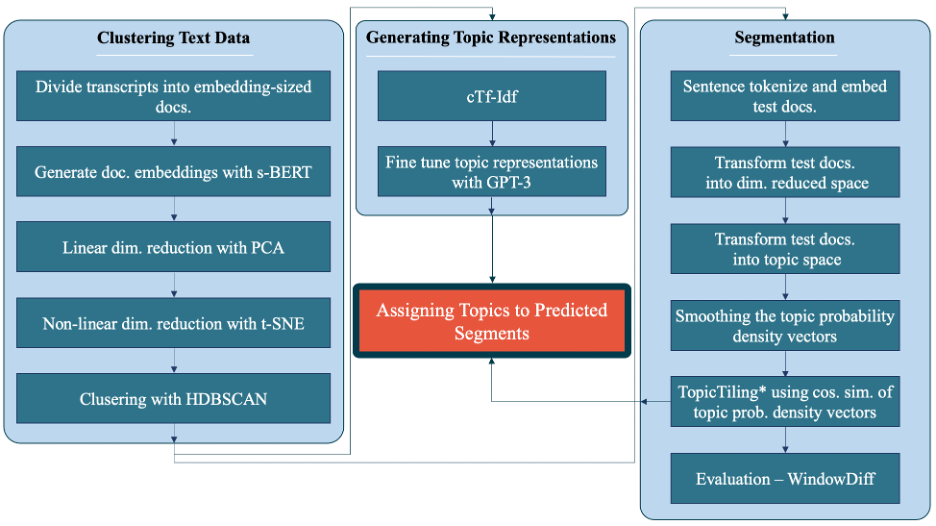 Clustering Text Data
Divide transcripts into embedding-sized
docs.
Generate doc. embeddings with s-BERT
Linear dim. reduction with PCA
Non-linear dim. reduction with t-SNE
Clusering with HDBSCAN
Generating Topic Representations
cTf-Idf
Fine tune topic representations
with GPT-3
Assigning Topics to Predicted
Segments
Segmentation
Sentence tokenize and embed
test docs.
Transform test docs.
into dim. reduced space
Transform test docs.
into topic space
Smoothing the topic probability
density vectors
TopicTiling* using cos. sim. of
topic prob. density vectors
Evaluation – WindowDiff